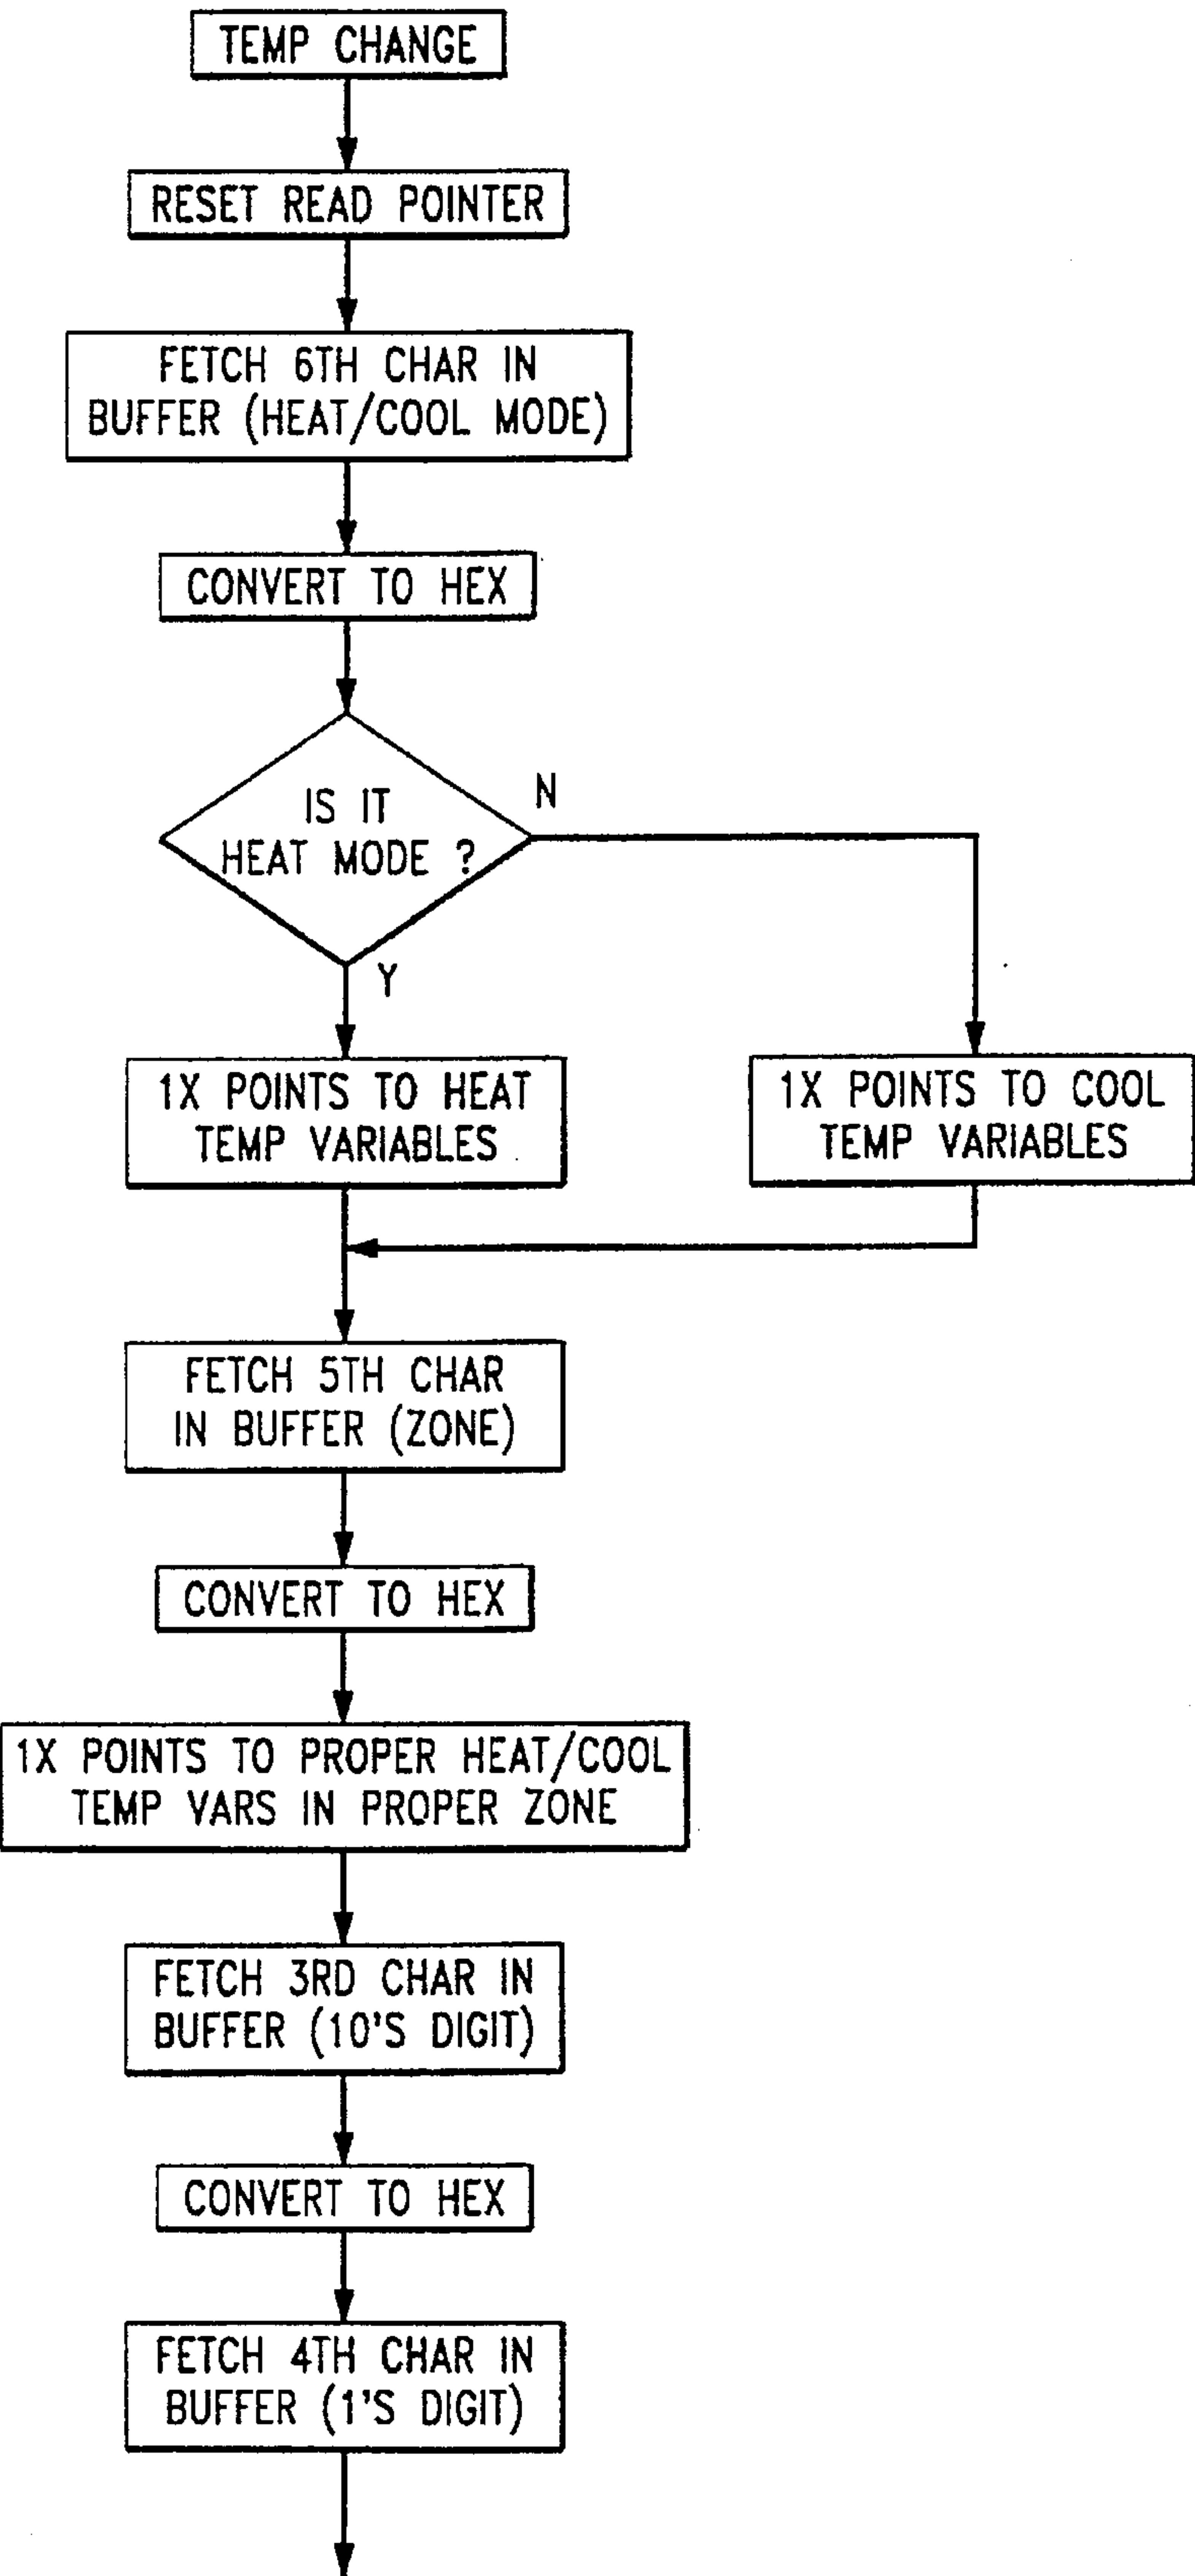 TEMP CHANGE
RESET READ POINTER
FETCH 6TH CHAR IN
BUFFER (HEAT/COOL MODE)
CONVERT TO HEX
IS IT
HEAT MODE ?
N
Y
1X POINTS TO HEAT
TEMP VARIABLES
1X POINTS TO COOL
TEMP VARIABLES
FETCH 5TH CHAR
IN BUFFER (ZONE)
CONVERT TO HEX
1X POINTS TO PROPER HEAT/COOL
TEMP VARS IN PROPER ZONE
FETCH 3RD CHAR IN
BUFFER (10'S DIGIT)
CONVERT TO HEX
FETCH 4TH CHAR IN
BUFFER (1'S DIGIT)